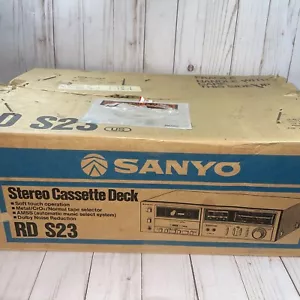 RD S23
US
SANYO
Stereo Cassette Deck
Soft touch operation
Metal/CrO₂/Normal tape selector
AMSS (automatic music select system)
Dolby Noise Reduction
RD S23